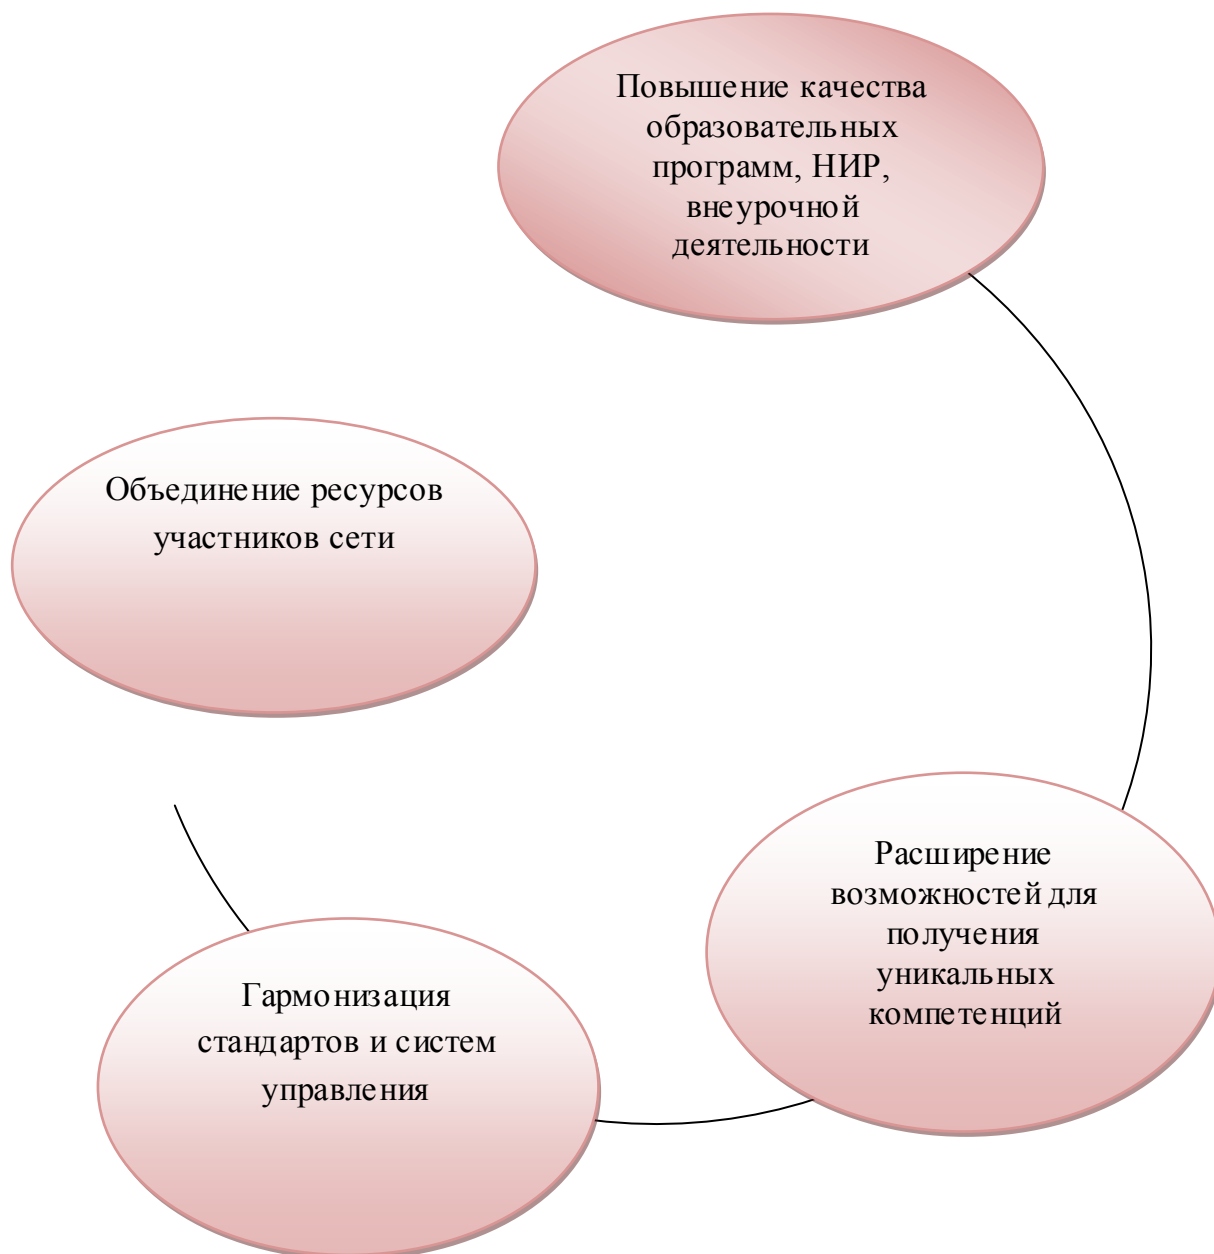 Повышение качества
образовательных
программ, НИР,
внеурочной
деятельности
Объединение ресурсов
участников сети
Расширение
возможностей для
получения
уникальных
компетенций
Гармонизация
стандартов и систем
управления